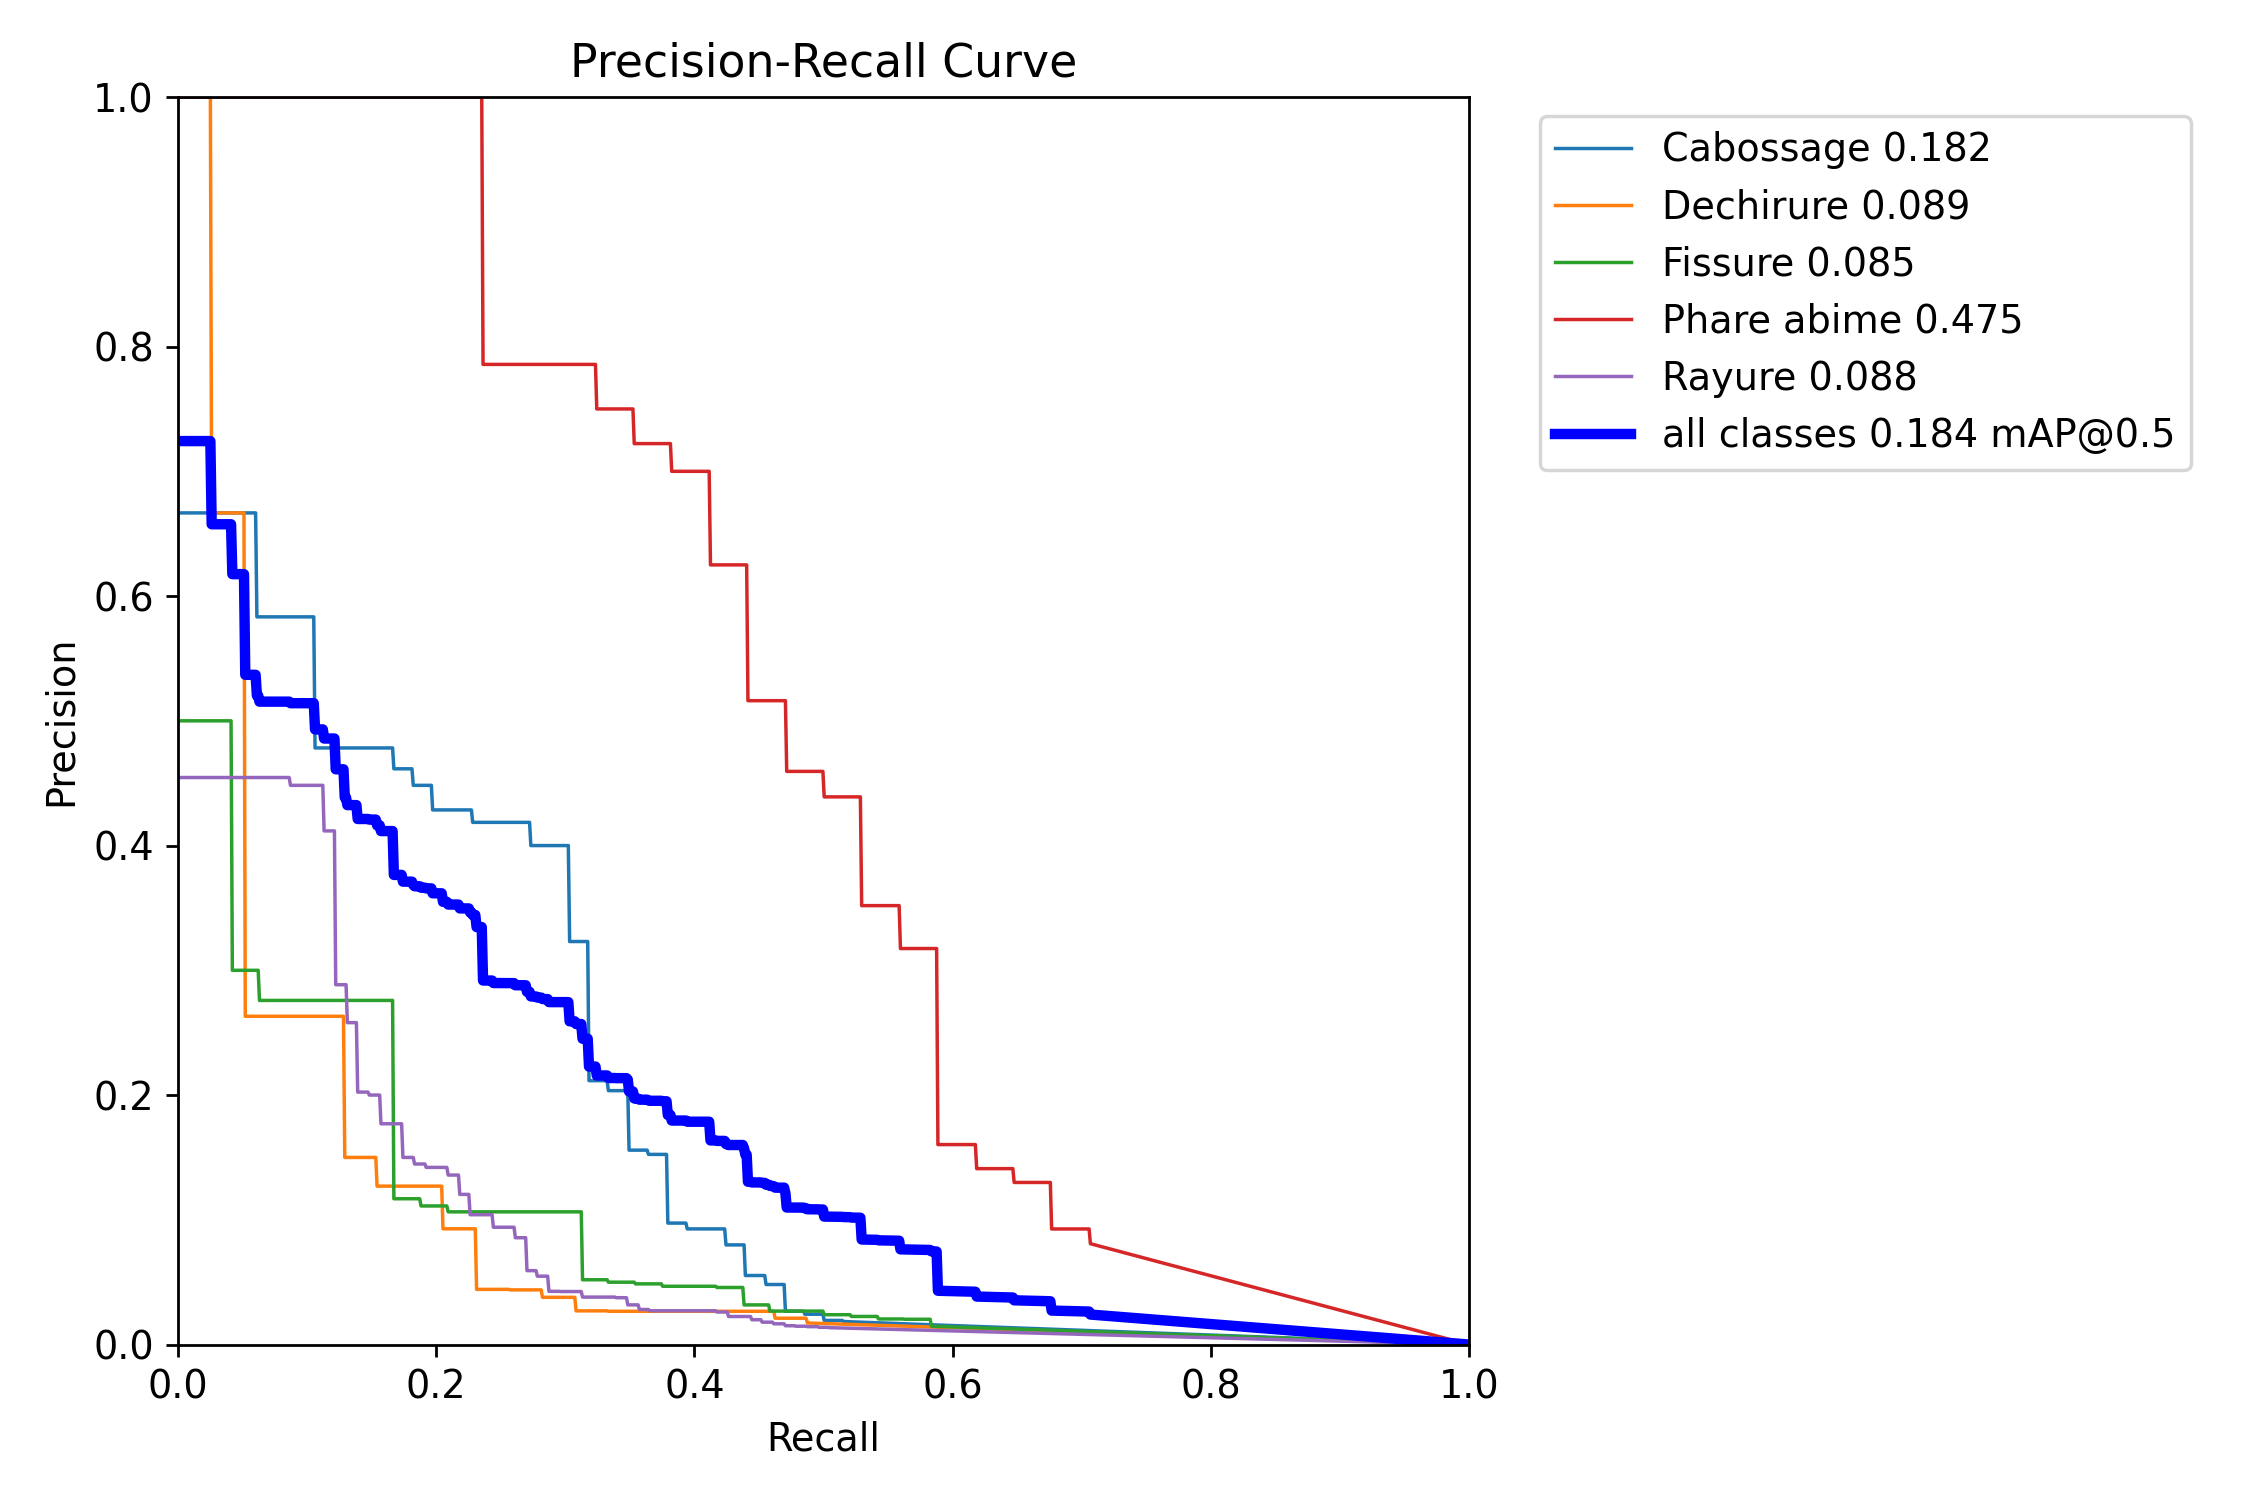 Precision-Recall Curve
1.0
0.8
0.6
0.4
0.2
0.0
Precision
0.0 0.2 0.4 0.6 0.8 1.0
Recall
Cabossage 0.182
Dechirure 0.089
Fissure 0.085
Phare abime 0.475
Rayure 0.088
all classes 0.184 mAP@0.5